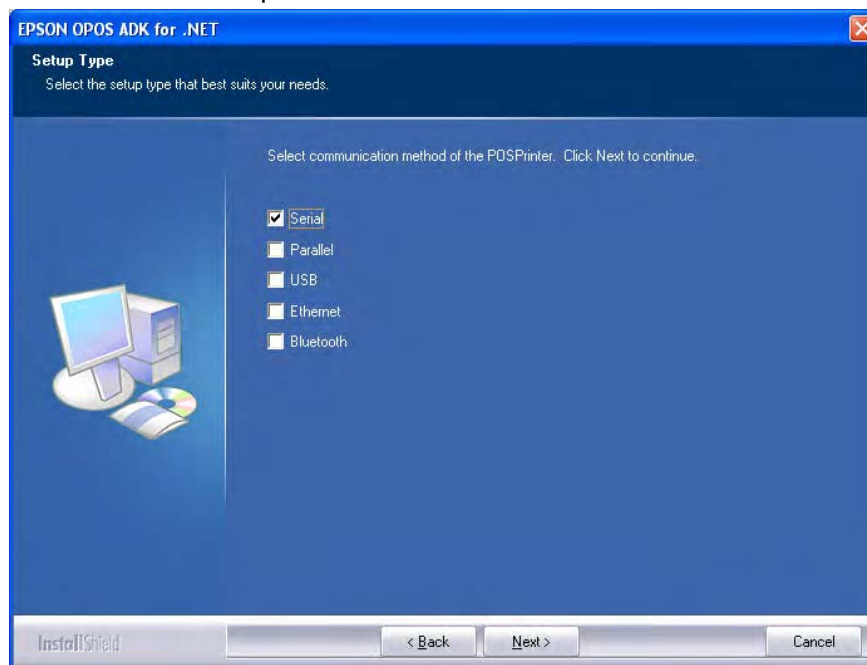 EPSON OPOS ADK for .NET
Setup Type
Select the setup type that best suits your needs.
Select communication method of the POSPrinter. Click Next to continue.
Serial
Parallel
USB
Ethernet
Bluetooth
InstallShield
< Back
Next >
Cancel